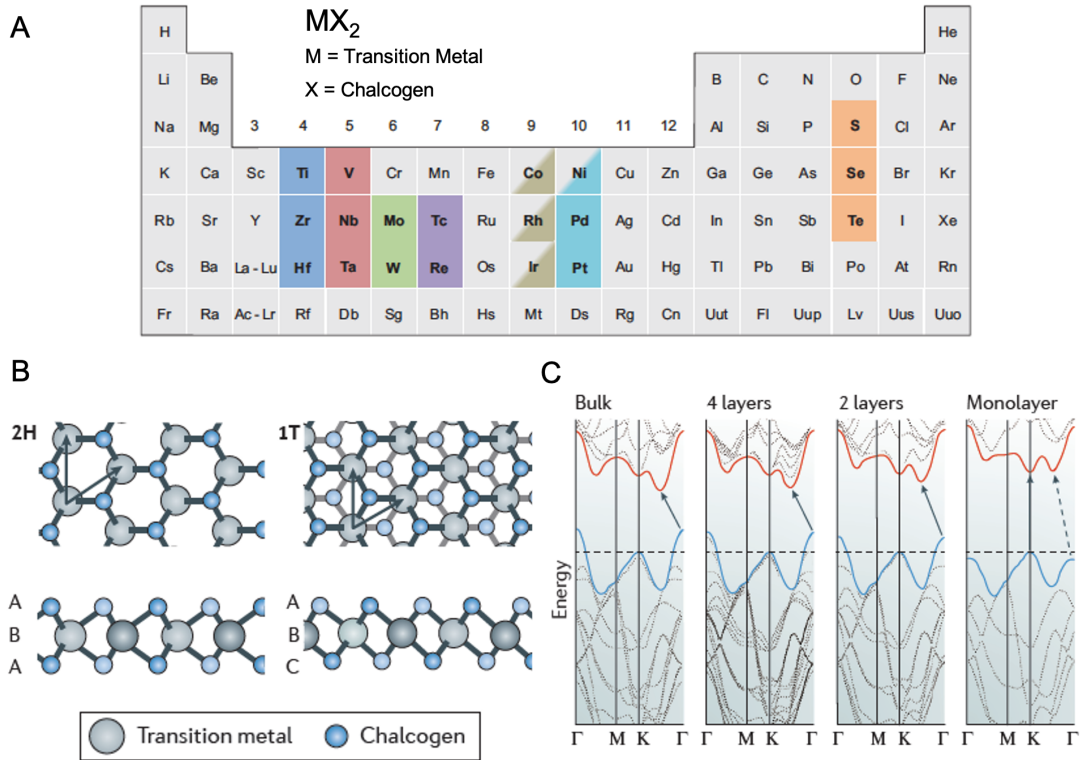 A
MX₂
M = Transition Metal
X = Chalcogen
H He
Li Be B C N O F Ne
Na Mg 3 4 5 6 7 8 9 10 11 12 Al Si P S Cl Ar
K Ca Sc Ti V Cr Mn Fe Co Ni Cu Zn Ga Ge As Se Br Kr
Rb Sr Y Zr Nb Mo Tc Ru Rh Pd Ag Cd In Sn Sb Te I Xe
Cs Ba La - Lu Hf Ta W Re Os Ir Pt Au Hg Tl Pb Bi Po At Rn
Fr Ra Ac - Lr Rf Db Sg Bh Hs Mt Ds Rg Cn Uut Fl Uup Lv Uus Uuo
B
2H 1T
A A
B B
A C
Transition metal Chalcogen
C
Bulk 4 layers 2 layers Monolayer
Energy
Γ M K Γ Γ M K Γ Γ M K Γ Γ M K Γ